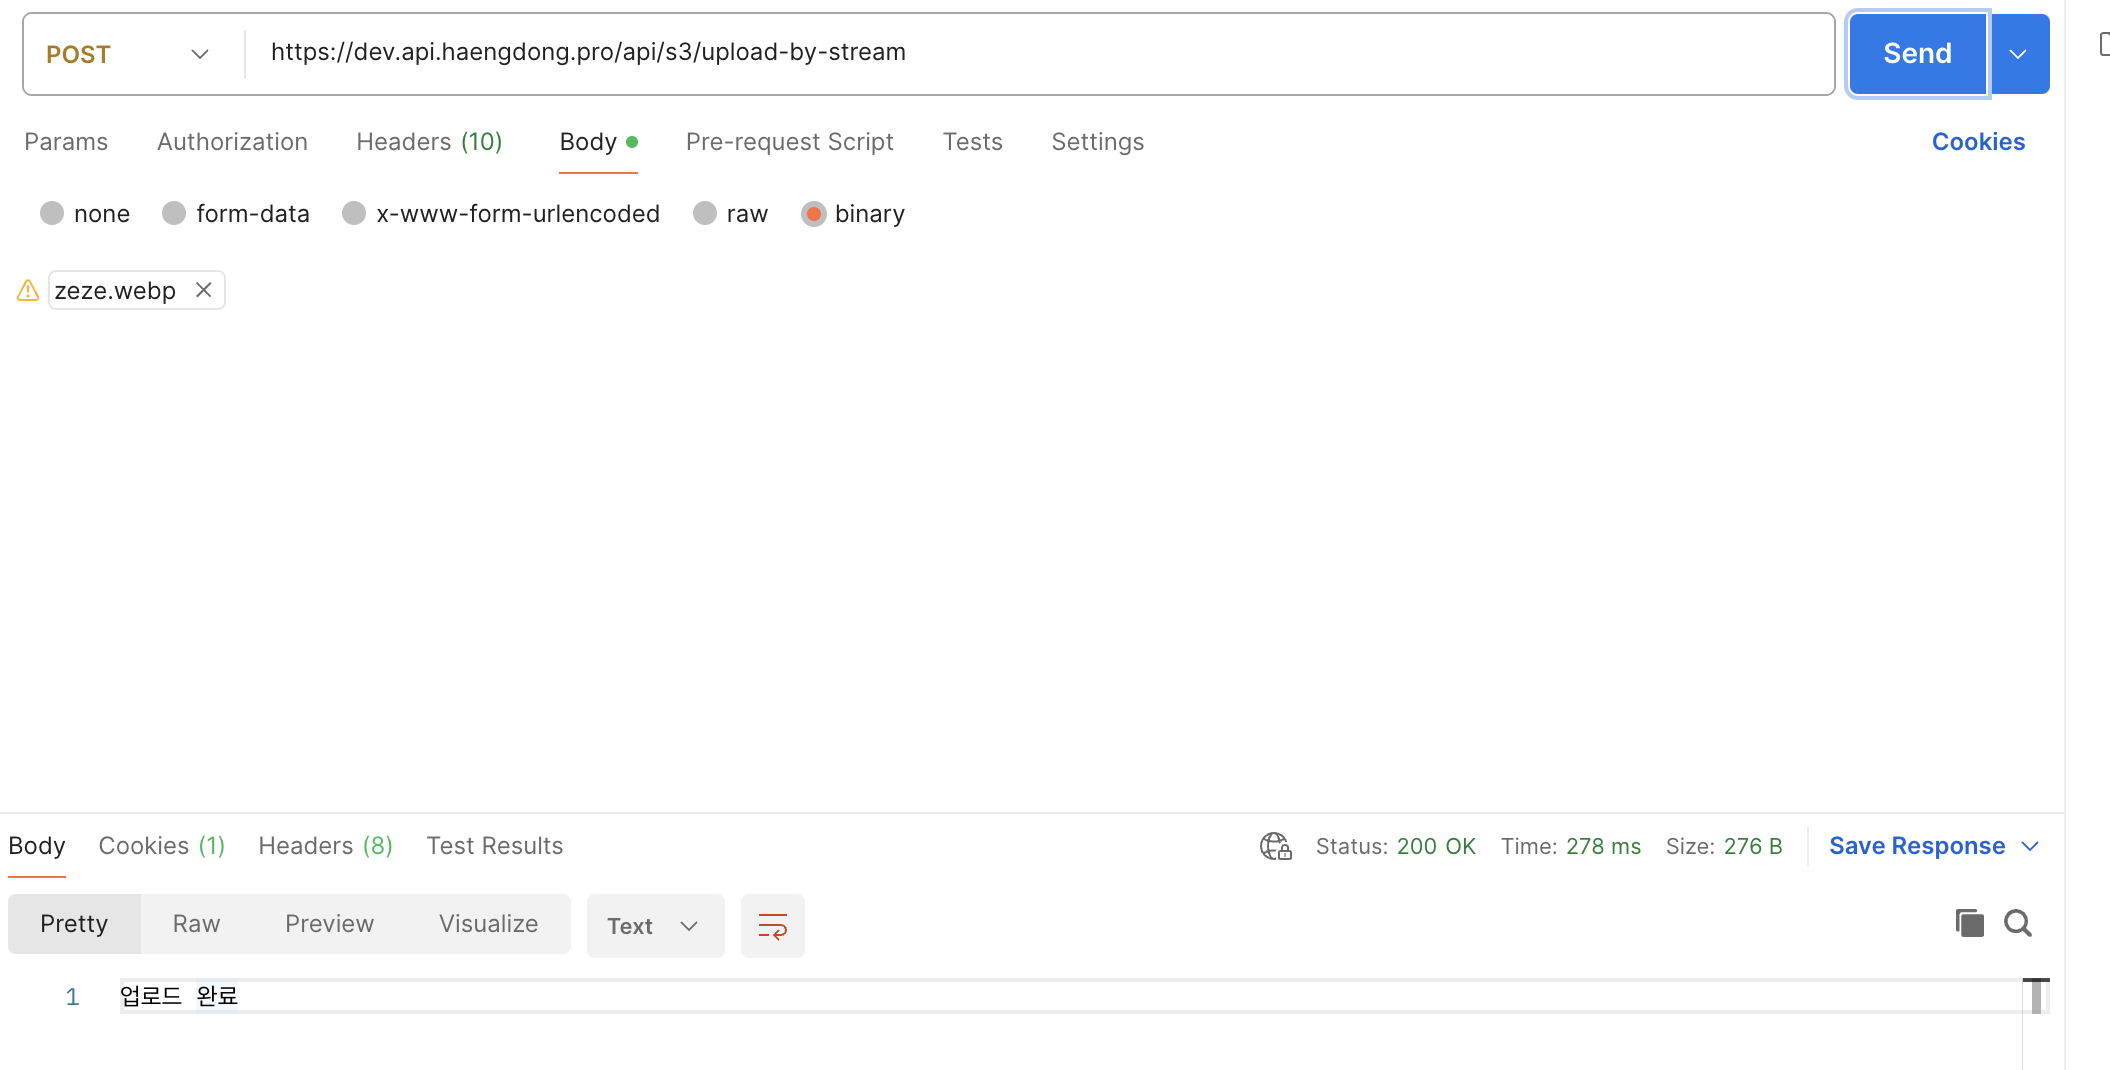 POST https://dev.api.haengdong.pro/api/s3/upload-by-stream Send
Params Authorization Headers (10) Body Pre-request Script Tests Settings Cookies
none form-data x-www-form-urlencoded raw binary
zeze.webp
Body Cookies (1) Headers (8) Test Results Status: 200 OK Time: 278 ms Size: 276 B Save Response
Pretty Raw Preview Visualize Text
1 업로드 완료